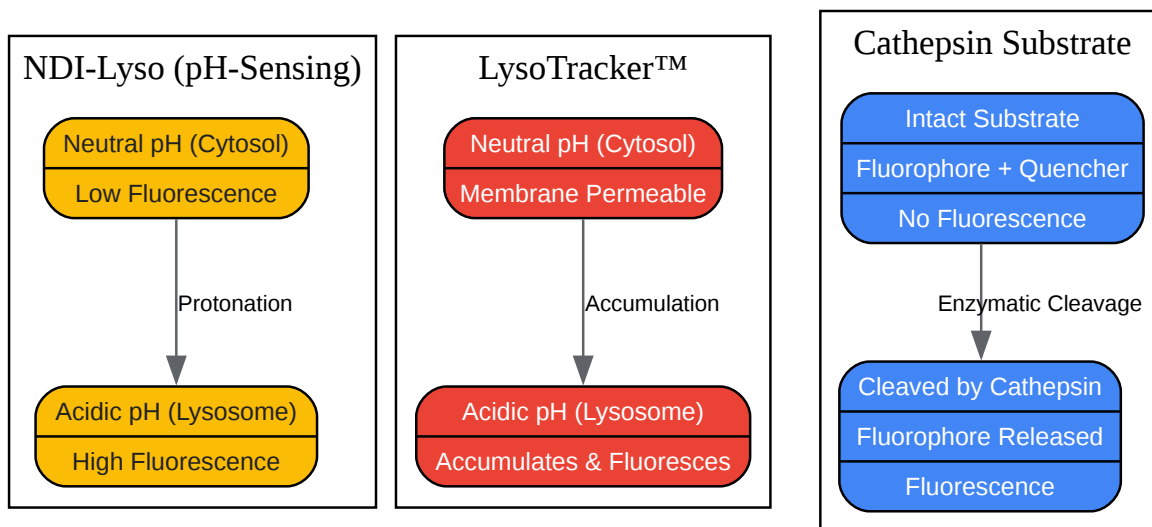 NDI-Lyso (pH-Sensing)
Neutral pH (Cytosol)
Low Fluorescence
Protonation
Acidic pH (Lysosome)
High Fluorescence
LysoTracker™
Neutral pH (Cytosol)
Membrane Permeable
Accumulation
Acidic pH (Lysosome)
Accumulates & Fluoresces
Cathepsin Substrate
Intact Substrate
Fluorophore + Quencher
No Fluorescence
Enzymatic Cleavage
Cleaved by Cathepsin
Fluorophore Released
Fluorescence